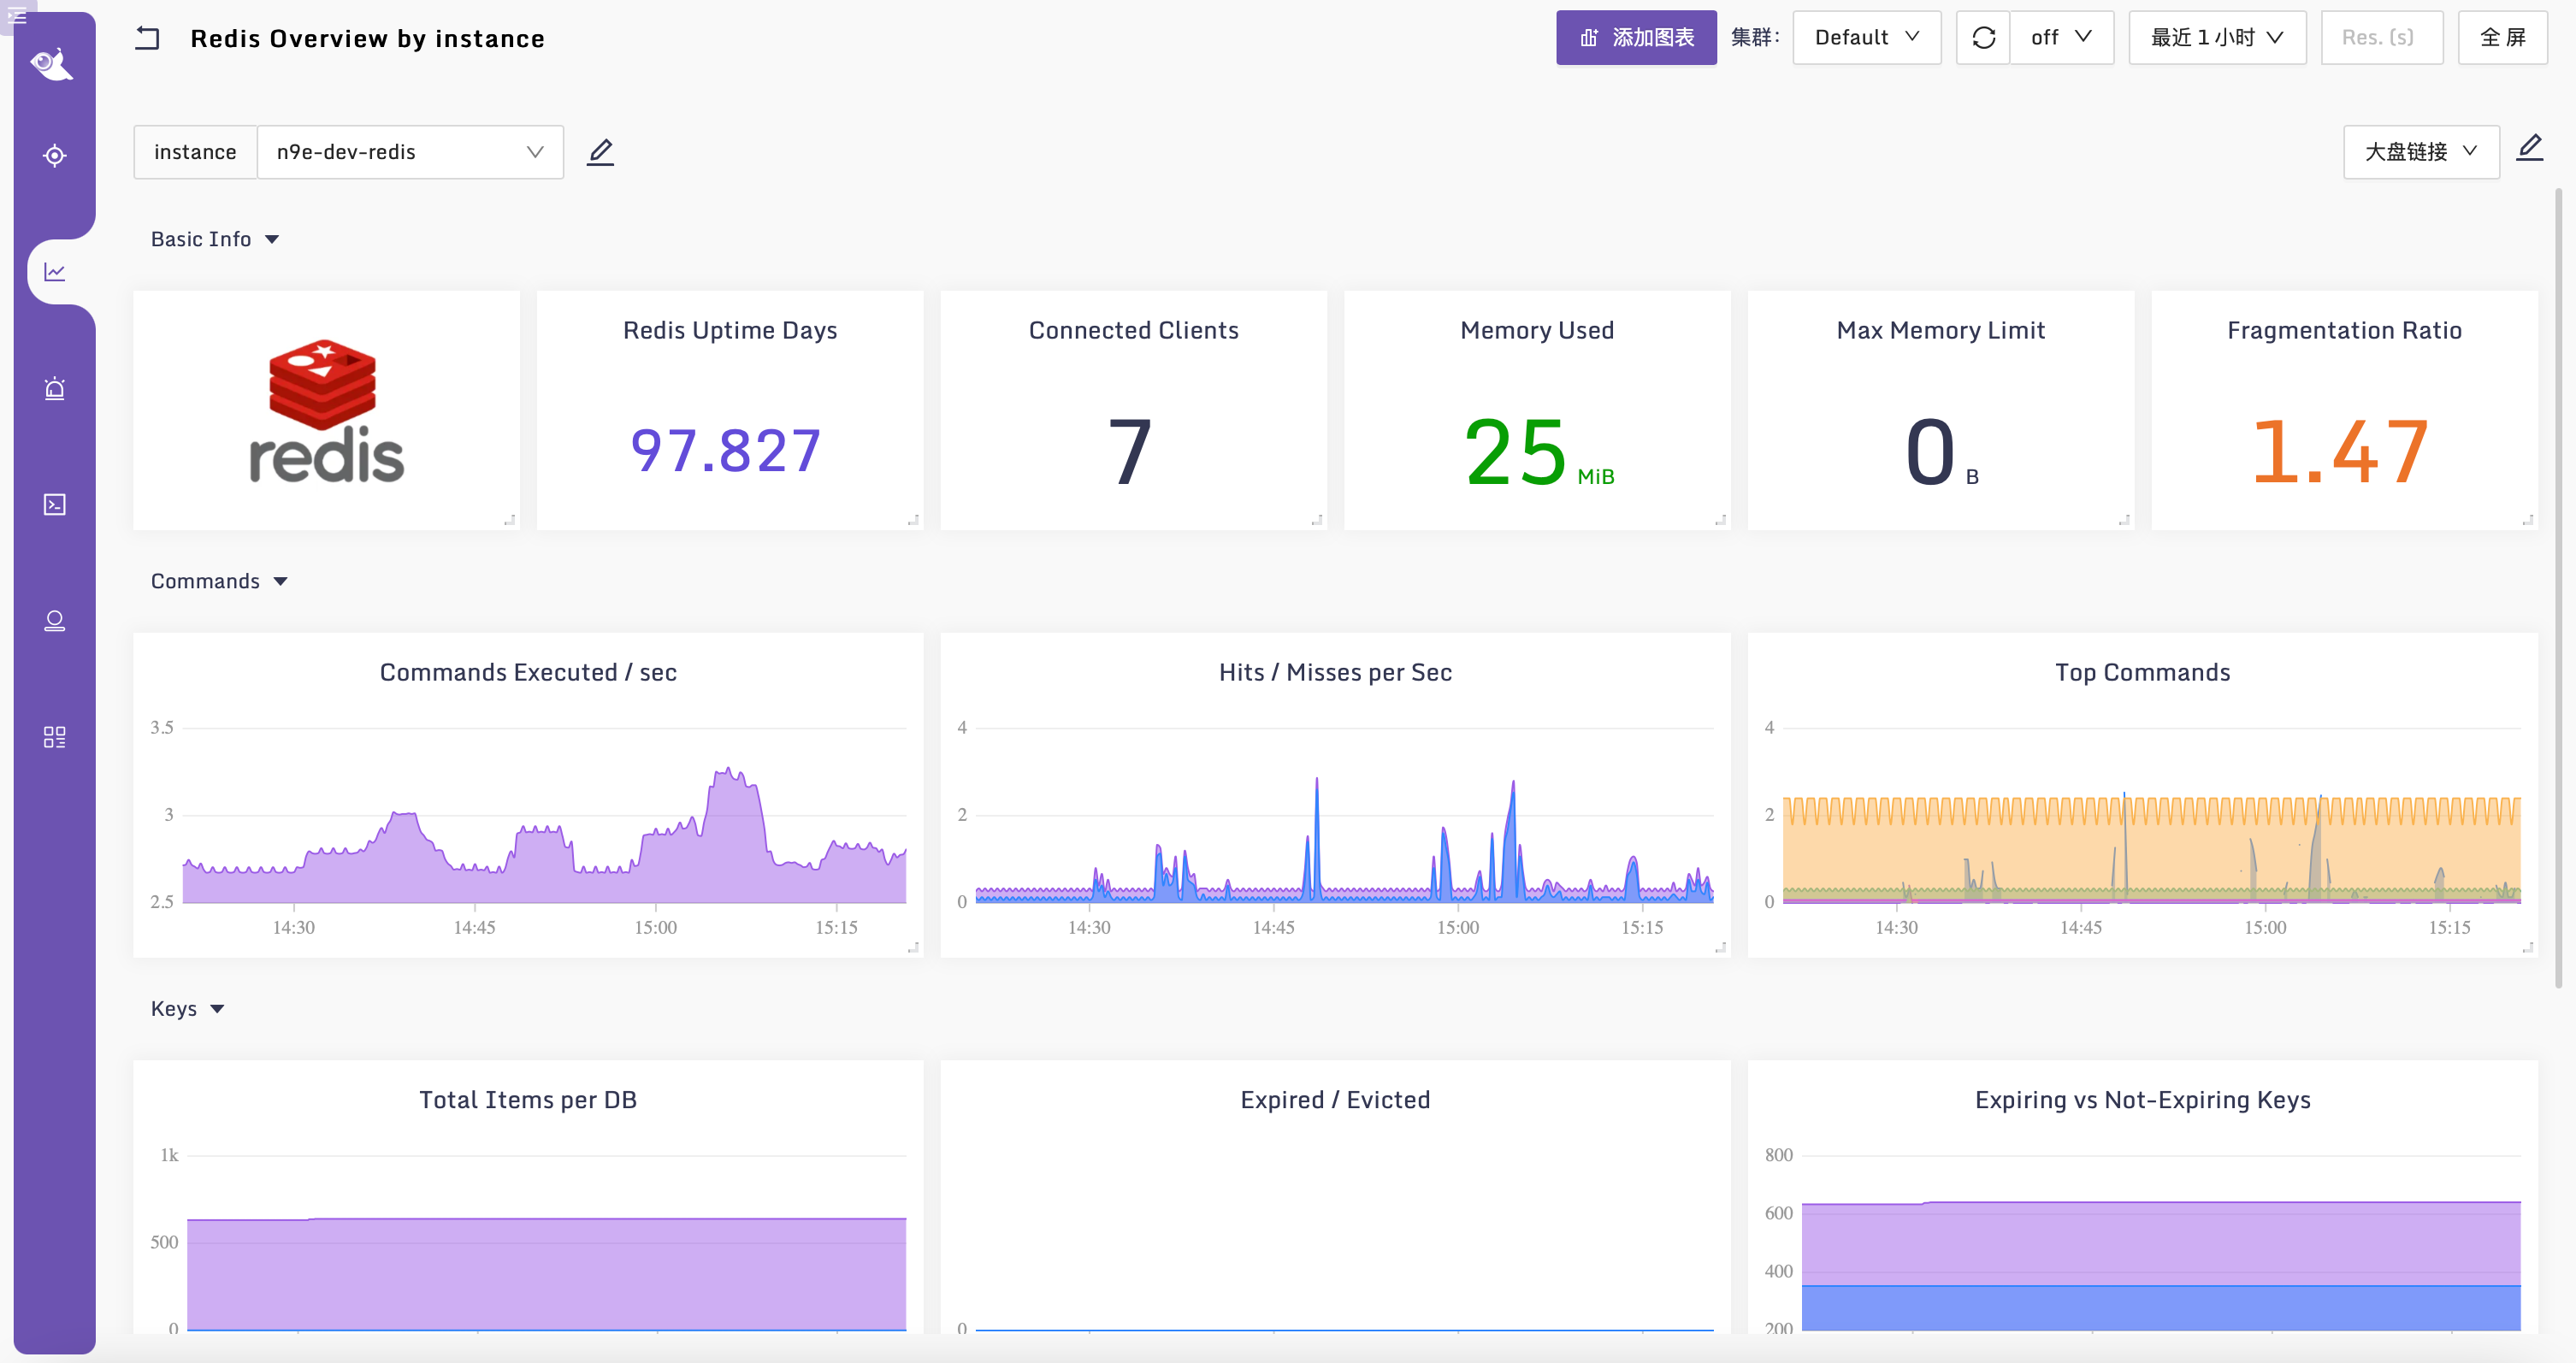 Redis Overview by instance
添加图表
集群：
Default
off
最近 1 小时
Res. (s)
全 屏
instance
n9e-dev-redis
大盘链接
Basic Info
redis
Redis Uptime Days
97.827
Connected Clients
7
Memory Used
25 MiB
Max Memory Limit
0 B
Fragmentation Ratio
1.47
Commands
Commands Executed / sec
3.5
3
2.5
14:30 14:45 15:00 15:15
Hits / Misses per Sec
4
2
0
14:30 14:45 15:00 15:15
Top Commands
4
2
0
14:30 14:45 15:00 15:15
Keys
Total Items per DB
1k
500
0
Expired / Evicted
0
Expiring vs Not-Expiring Keys
800
600
400
200